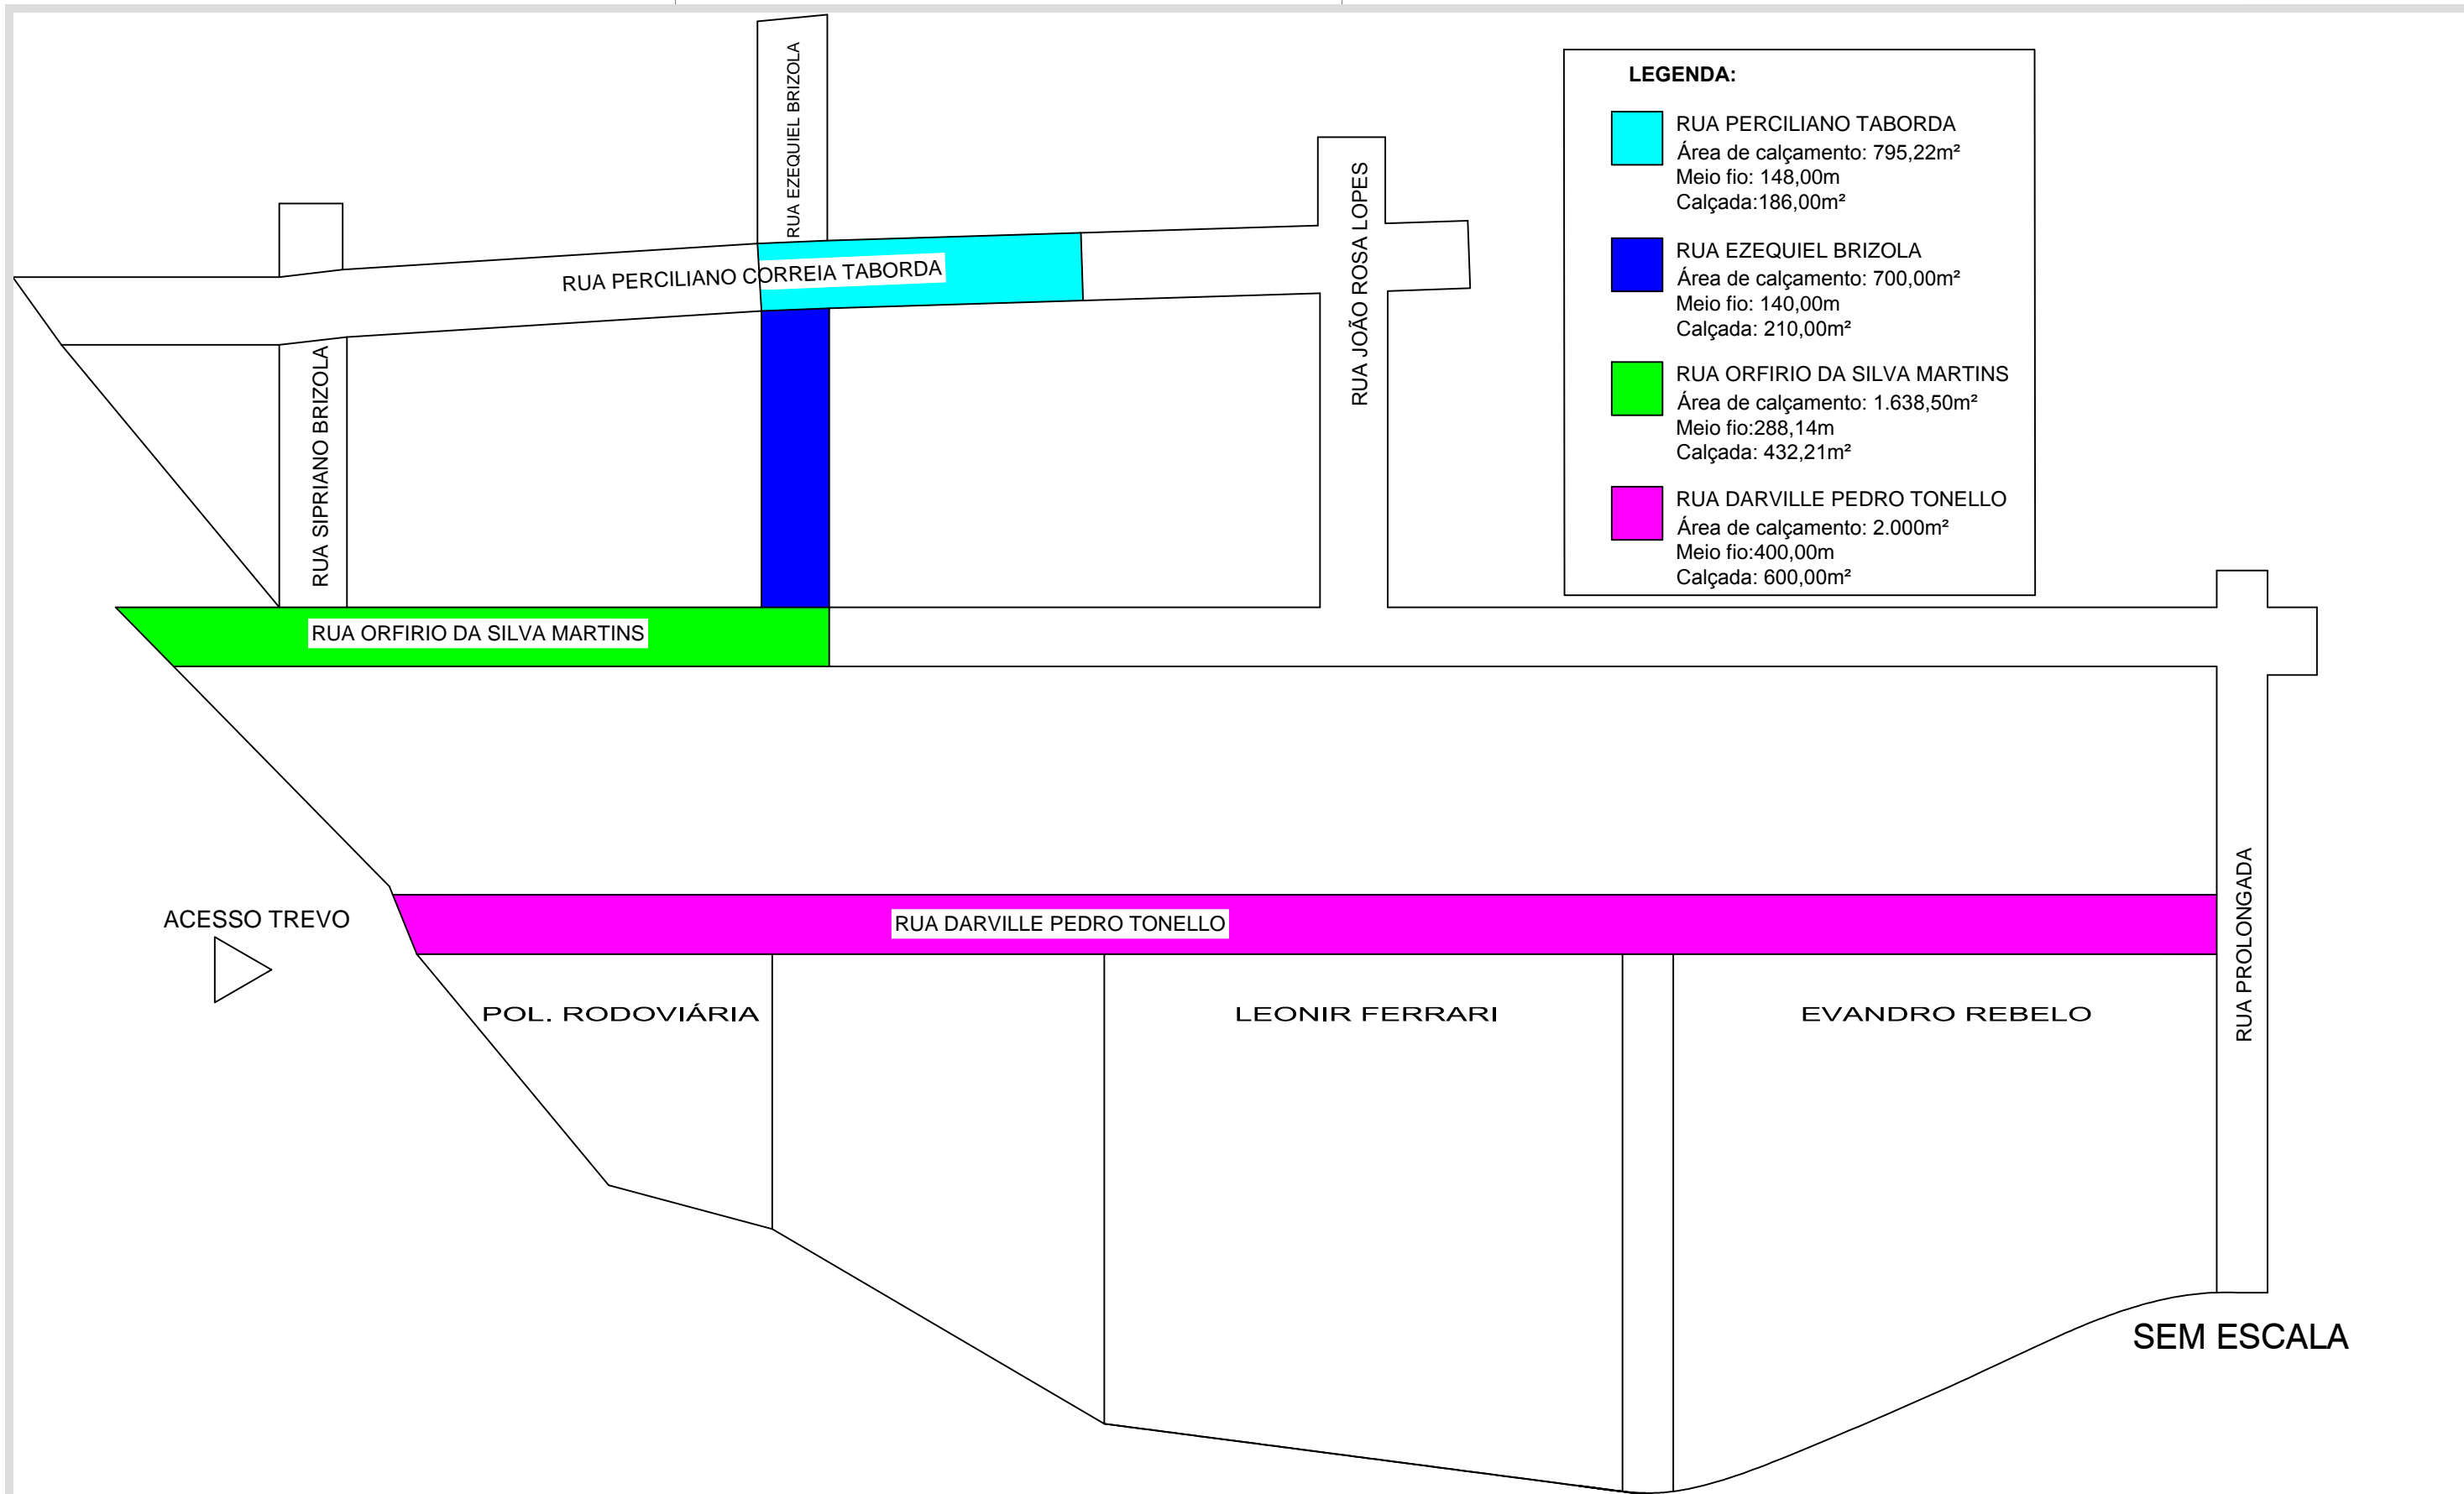 RUA EZEQUIEL BRIZOLA
LEGENDA:
RUA PERCILIANO TABORDA
Área de calçamento: 795,22m²
Meio fio: 148,00m
Calçada:186,00m²
RUA EZEQUIEL BRIZOLA
Área de calçamento: 700,00m²
Meio fio: 140,00m
Calçada: 210,00m²
RUA ORFIRIO DA SILVA MARTINS
Área de calçamento: 1.638,50m²
Meio fio:288,14m
Calçada: 432,21m²
RUA DARVILLE PEDRO TONELLO
Área de calçamento: 2.000m²
Meio fio:400,00m
Calçada: 600,00m²
RUA PERCILIANO CORREIA TABORDA
RUA JOÃO ROSA LOPES
RUA SIPRIANO BRIZOLA
RUA ORFIRIO DA SILVA MARTINS
ACESSO TREVO
RUA DARVILLE PEDRO TONELLO
RUA PROLONGADA
POL. RODOVIÁRIA
LEONIR FERRARI
EVANDRO REBELO
SEM ESCALA